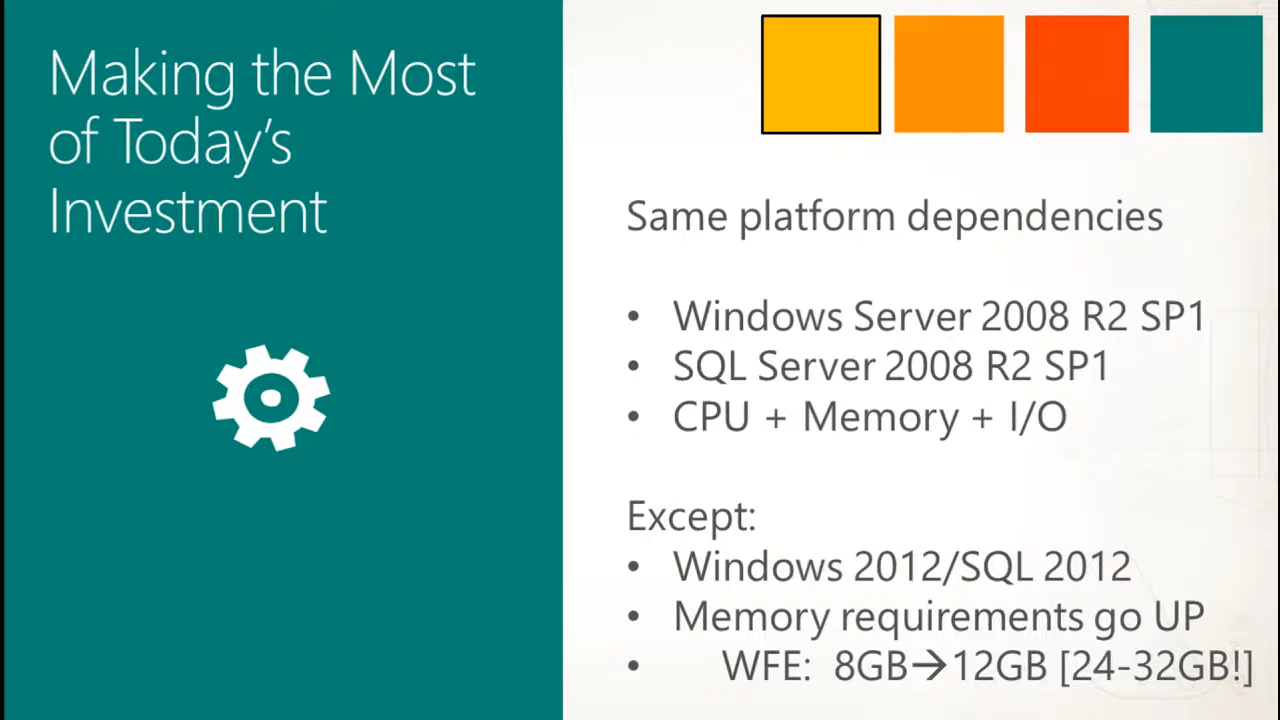 Making the Most
of Today's
Investment
Same platform dependencies
• Windows Server 2008 R2 SP1
• SQL Server 2008 R2 SP1
• CPU + Memory + I/O
Except:
• Windows 2012/SQL 2012
• Memory requirements go UP
• WFE: 8GB→12GB [24-32GB!]